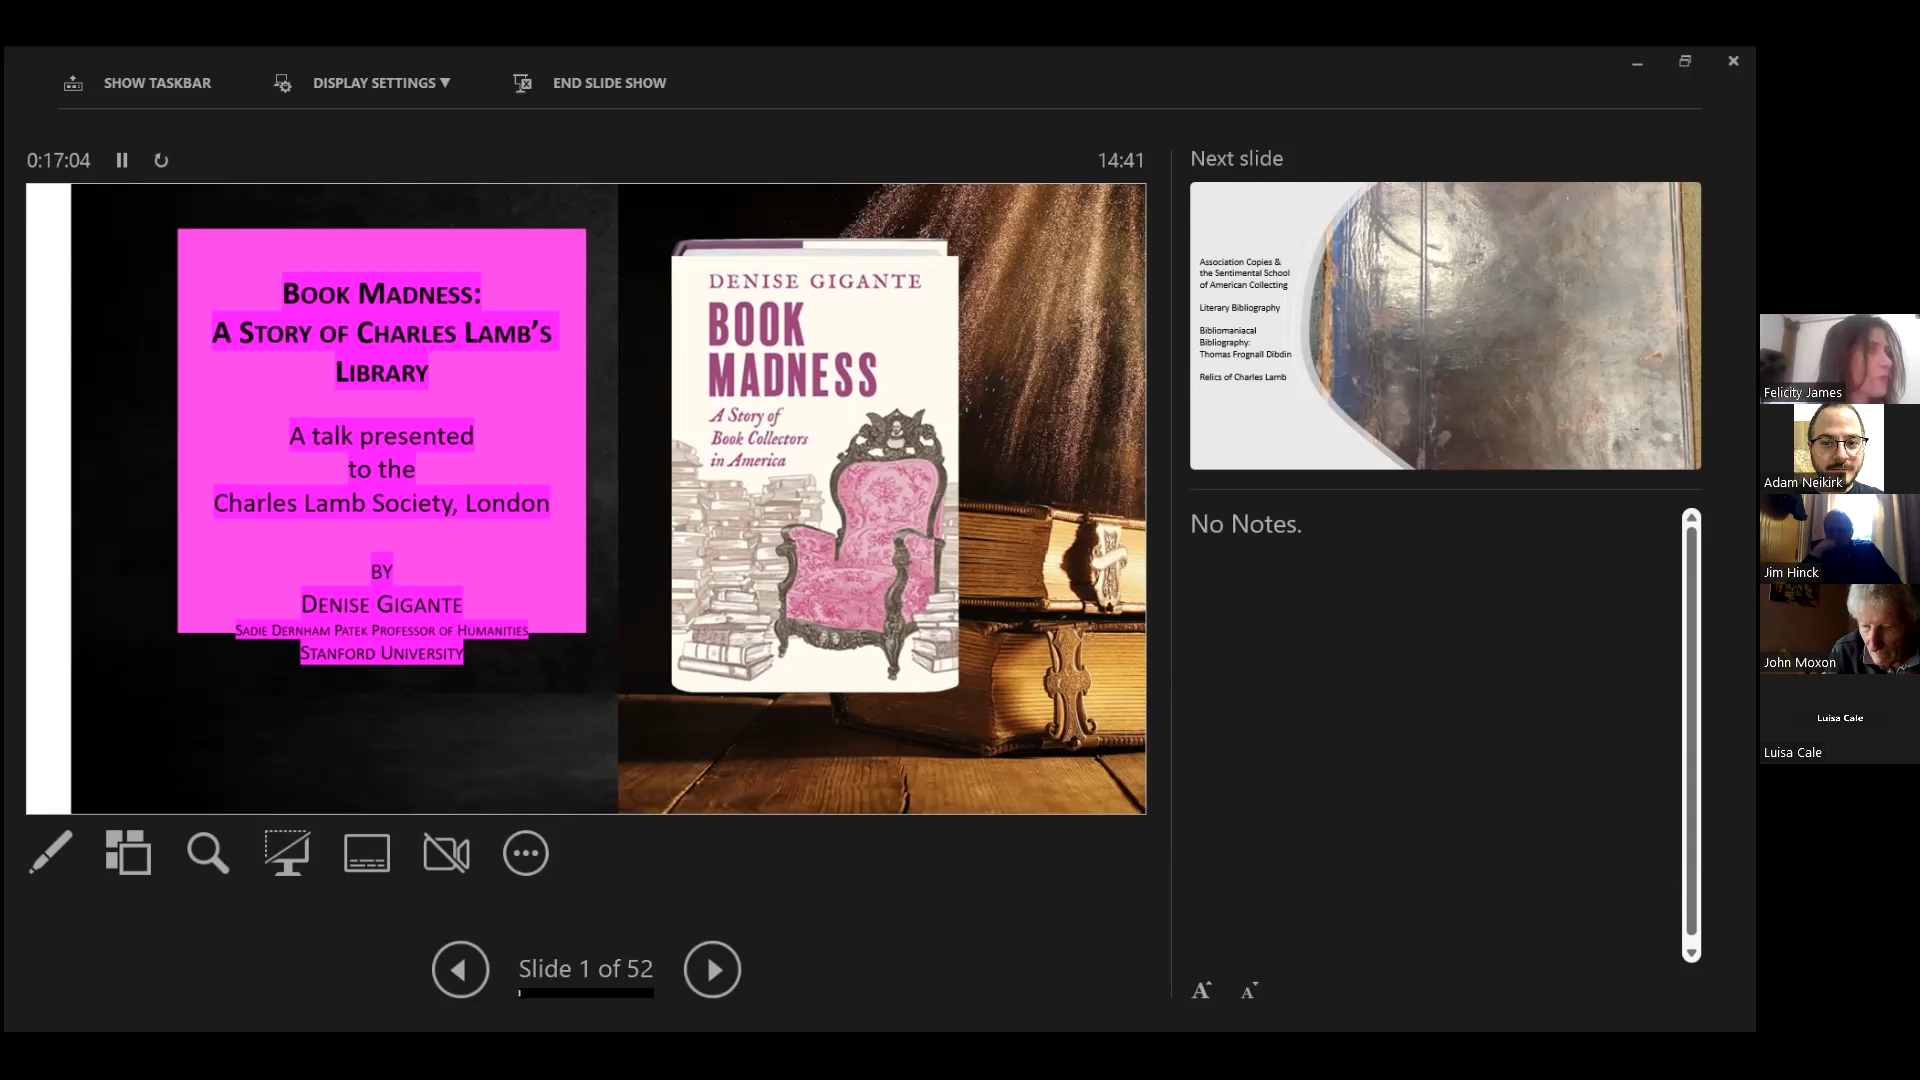 SHOW TASKBAR
DISPLAY SETTINGS ▼
END SLIDE SHOW
0:17:04
14:41
BOOK MADNESS:
A STORY OF CHARLES LAMB'S
LIBRARY
A talk presented
to the
Charles Lamb Society, London
BY
DENISE GIGANTE
SADIE DERNHAM PATEK PROFESSOR OF HUMANITIES
STANFORD UNIVERSITY
DENISE GIGANTE
BOOK
MADNESS
A Story of
Book Collectors
in America
Next slide
Association Copies &
the Sentimental School
of American Collecting
Literary Bibliography
Bibliomaniacal
Bibliography:
Thomas Frognall Dibdin
Relics of Charles Lamb
No Notes.
Slide 1 of 52
A
A
Felicity James
Adam Neikirk
Jim Hinck
John Moxon
Luisa Cale
Luisa Cale